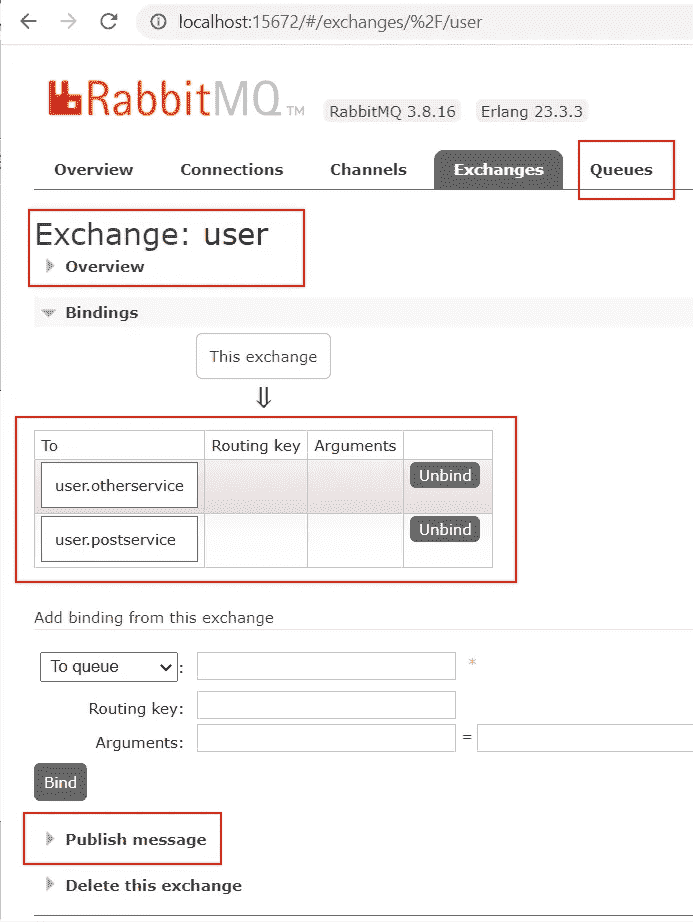 localhost:15672/#/exchanges/%2F/user
RabbitMQ TM RabbitMQ 3.8.16 Erlang 23.3.3
Overview Connections Channels Exchanges Queues
Exchange: user
Overview
Bindings
This exchange
⇓
To Routing key Arguments
user.otherservice Unbind
user.postservice Unbind
Add binding from this exchange
To queue : *
Routing key:
Arguments: =
Bind
Publish message
Delete this exchange